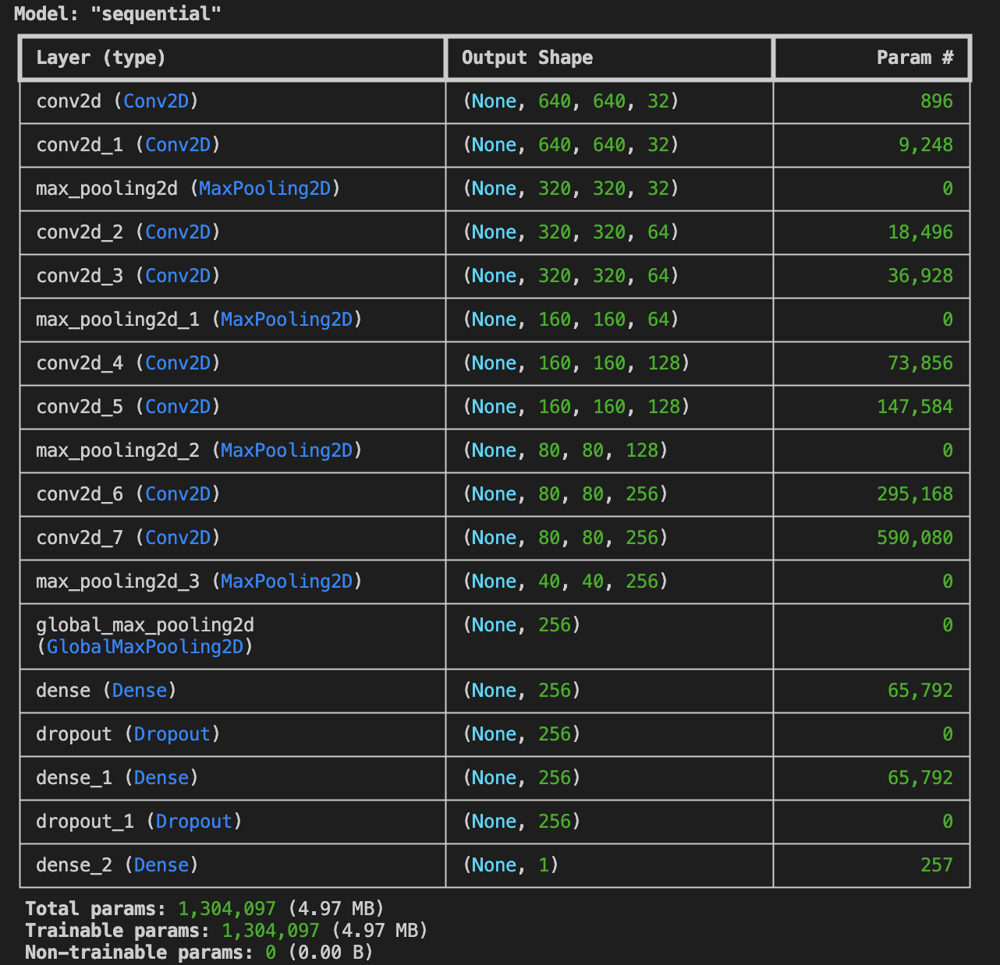 Model: "sequential"
Layer (type) Output Shape Param #
conv2d (Conv2D) (None, 640, 640, 32) 896
conv2d_1 (Conv2D) (None, 640, 640, 32) 9,248
max_pooling2d (MaxPooling2D) (None, 320, 320, 32) 0
conv2d_2 (Conv2D) (None, 320, 320, 64) 18,496
conv2d_3 (Conv2D) (None, 320, 320, 64) 36,928
max_pooling2d_1 (MaxPooling2D) (None, 160, 160, 64) 0
conv2d_4 (Conv2D) (None, 160, 160, 128) 73,856
conv2d_5 (Conv2D) (None, 160, 160, 128) 147,584
max_pooling2d_2 (MaxPooling2D) (None, 80, 80, 128) 0
conv2d_6 (Conv2D) (None, 80, 80, 256) 295,168
conv2d_7 (Conv2D) (None, 80, 80, 256) 590,080
max_pooling2d_3 (MaxPooling2D) (None, 40, 40, 256) 0
global_max_pooling2d (None, 256) 0
(GlobalMaxPooling2D)
dense (Dense) (None, 256) 65,792
dropout (Dropout) (None, 256) 0
dense_1 (Dense) (None, 256) 65,792
dropout_1 (Dropout) (None, 256) 0
dense_2 (Dense) (None, 1) 257
Total params: 1,304,097 (4.97 MB)
Trainable params: 1,304,097 (4.97 MB)
Non-trainable params: 0 (0.00 B)